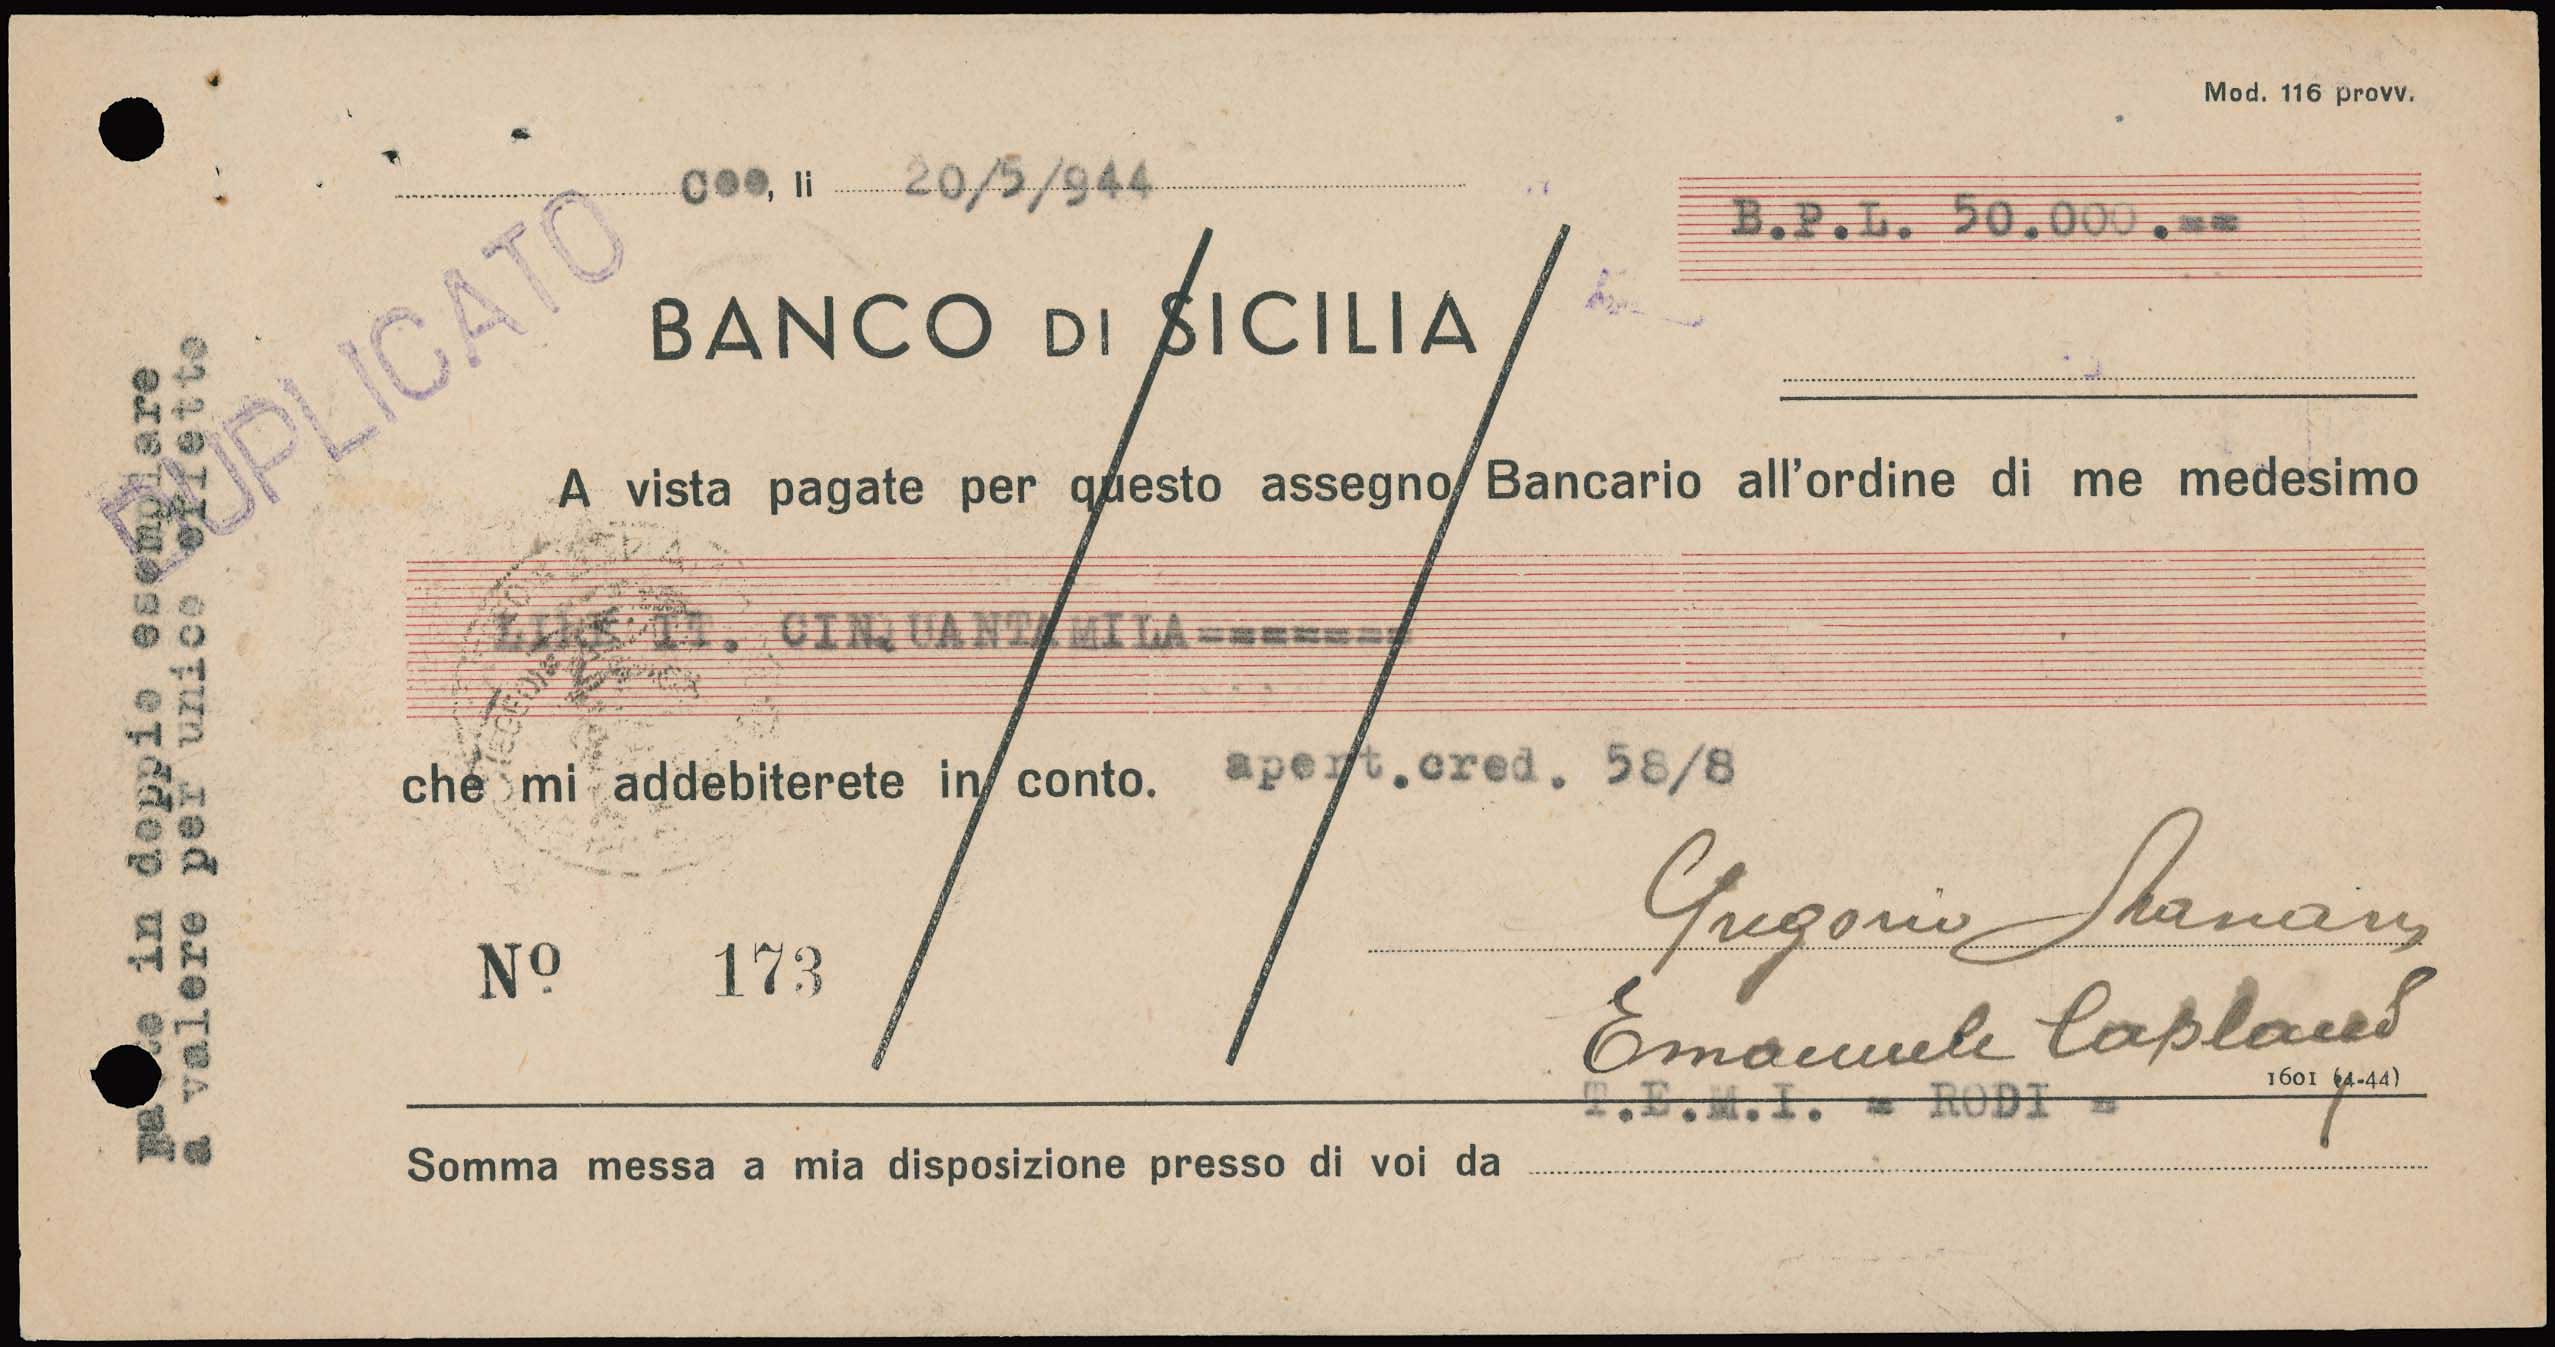 Mod. 116 provv.
Coo, li 20/5/944
B.P.L. 50.000.==
DUPLICATO
BANCO DI SICILIA
A vista pagate per questo assegno Bancario all'ordine di me medesimo
LIRE IT. CINQUANTAMILA=======
che mi addebiterete in conto. apert.cred. 58/8
Nº 173
Gregorio
Emanuele
1601 (4-44)
T.E.M.I. = RODI =
Somma messa a mia disposizione presso di voi da
in doppio esemplare
a valere per unico effetto